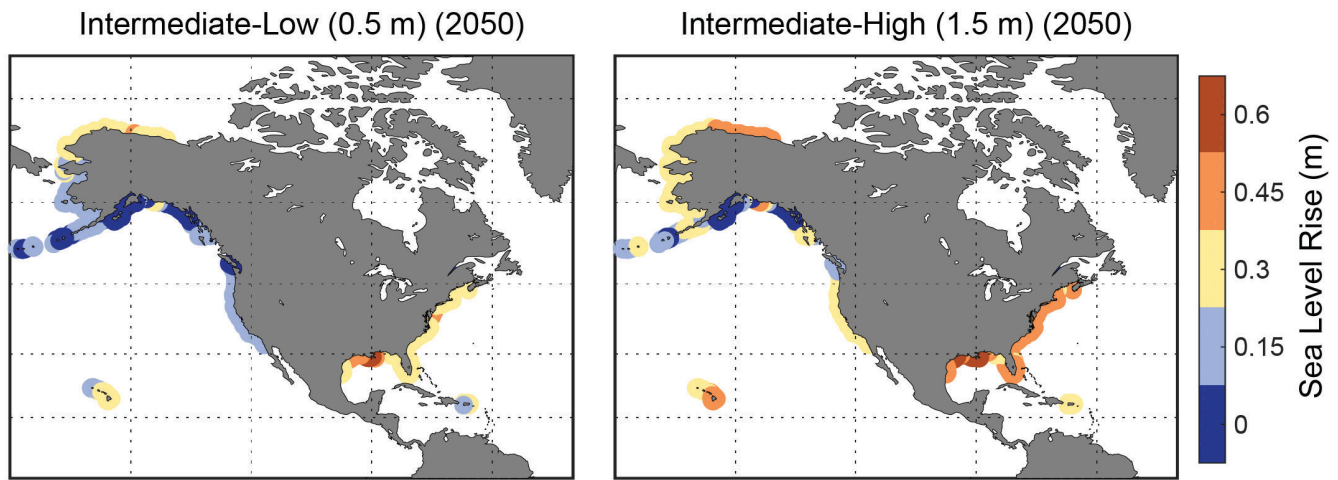 Intermediate-Low (0.5 m) (2050)
Intermediate-High (1.5 m) (2050)
0.6
0.45
0.3
0.15
0
Sea Level Rise (m)